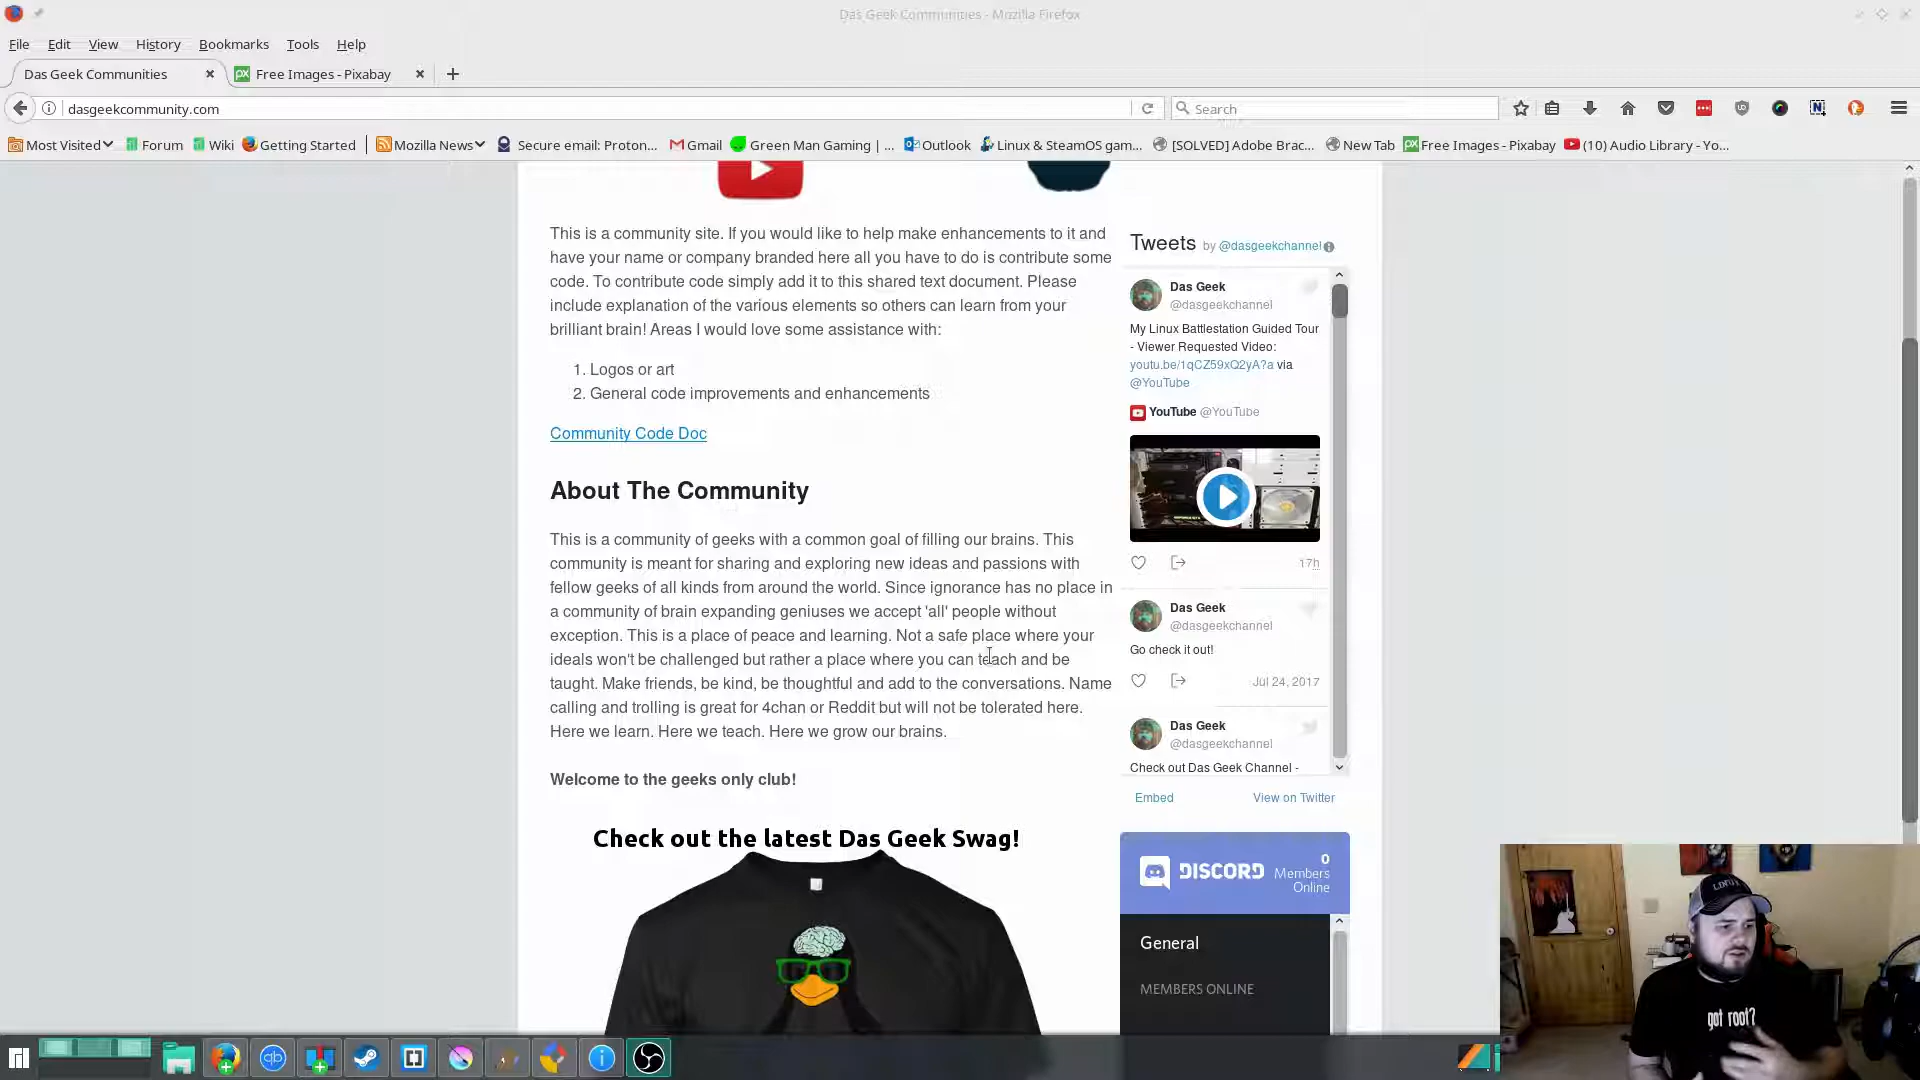 Das Geek Communities - Mozilla Firefox
File Edit View History Bookmarks Tools Help
Das Geek Communities
Free Images - Pixabay
dasgeekcommunity.com
Search
Most Visited
Forum
Wiki
Getting Started
Mozilla News
Secure email: Proton...
Gmail
Green Man Gaming | ...
Outlook
Linux & SteamOS gam...
[SOLVED] Adobe Brac...
New Tab
Free Images - Pixabay
(10) Audio Library - Yo...
This is a community site. If you would like to help make enhancements to it and
have your name or company branded here all you have to do is contribute some
code. To contribute code simply add it to this shared text document. Please
include explanation of the various elements so others can learn from your
brilliant brain! Areas I would love some assistance with:
1. Logos or art
2. General code improvements and enhancements
Community Code Doc
About The Community
This is a community of geeks with a common goal of filling our brains. This
community is meant for sharing and exploring new ideas and passions with
fellow geeks of all kinds from around the world. Since ignorance has no place in
a community of brain expanding geniuses we accept 'all' people without
exception. This is a place of peace and learning. Not a safe place where your
ideals won't be challenged but rather a place where you can teach and be
taught. Make friends, be kind, be thoughtful and add to the conversations. Name
calling and trolling is great for 4chan or Reddit but will not be tolerated here.
Here we learn. Here we teach. Here we grow our brains.
Welcome to the geeks only club!
Check out the latest Das Geek Swag!
Tweets by @dasgeekchannel
Das Geek
@dasgeekchannel
My Linux Battlestation Guided Tour
- Viewer Requested Video:
youtu.be/1qCZ59xQ2yA?a via
@YouTube
YouTube @YouTube
17h
Das Geek
@dasgeekchannel
Go check it out!
Jul 24, 2017
Das Geek
@dasgeekchannel
Check out Das Geek Channel -
Embed
View on Twitter
DISCORD
0
Members
Online
General
MEMBERS ONLINE
got root?